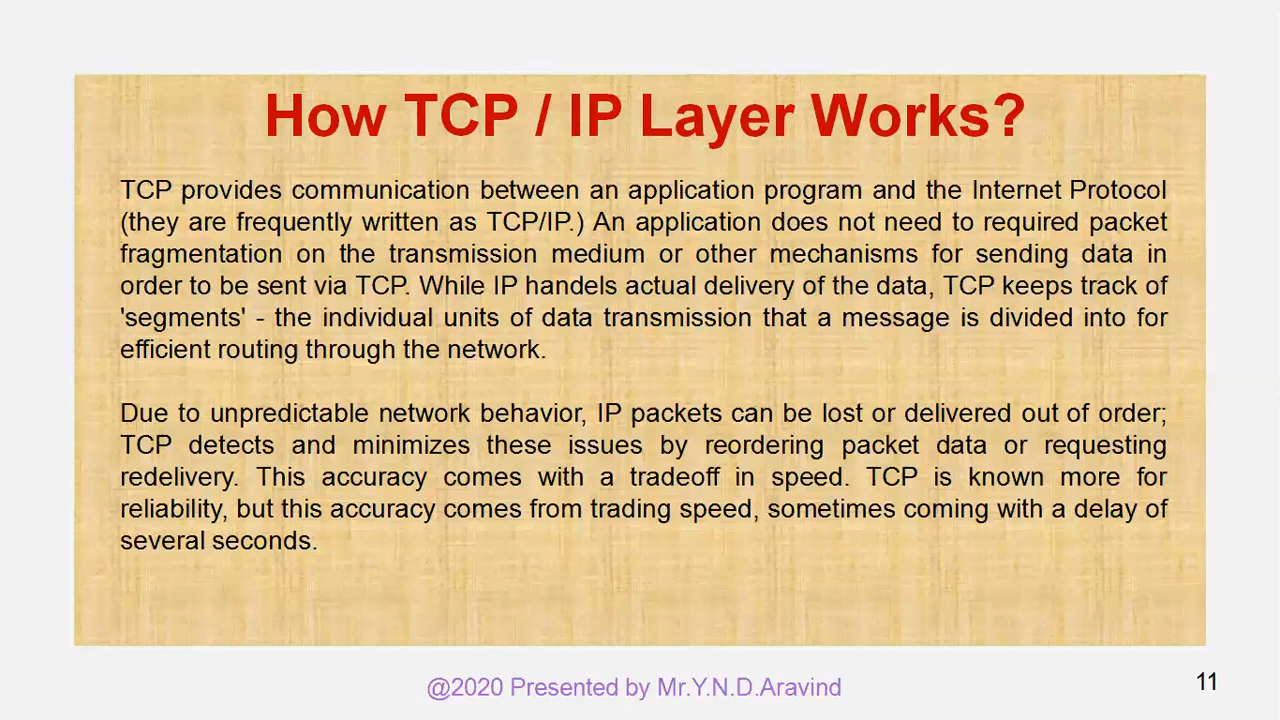 How TCP / IP Layer Works?
TCP provides communication between an application program and the Internet Protocol
(they are frequently written as TCP/IP.) An application does not need to required packet
fragmentation on the transmission medium or other mechanisms for sending data in
order to be sent via TCP. While IP handels actual delivery of the data, TCP keeps track of
'segments' - the individual units of data transmission that a message is divided into for
efficient routing through the network.
Due to unpredictable network behavior, IP packets can be lost or delivered out of order;
TCP detects and minimizes these issues by reordering packet data or requesting
redelivery. This accuracy comes with a tradeoff in speed. TCP is known more for
reliability, but this accuracy comes from trading speed, sometimes coming with a delay of
several seconds.
@2020 Presented by Mr.Y.N.D.Aravind
11